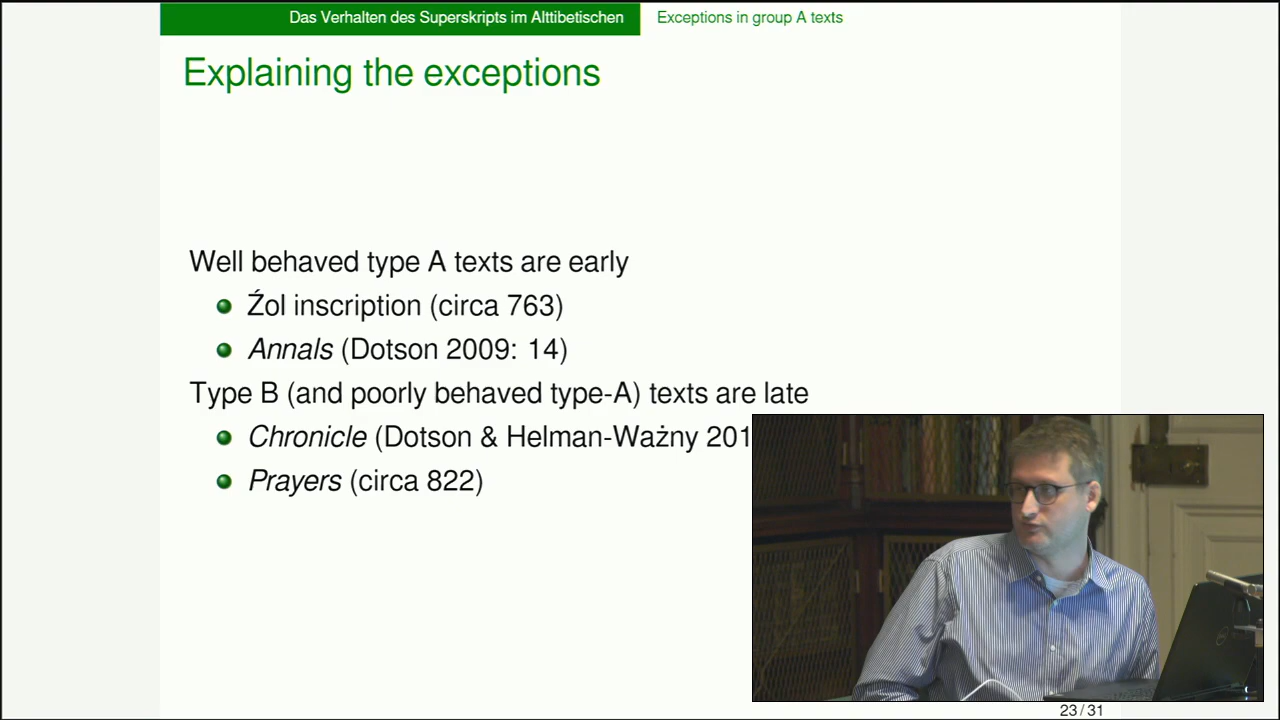 Das Verhalten des Superskripts im Alttibetischen
Exceptions in group A texts
Explaining the exceptions
Well behaved type A texts are early
Źol inscription (circa 763)
Annals (Dotson 2009: 14)
Type B (and poorly behaved type-A) texts are late
Chronicle (Dotson & Helman-Ważny 201
Prayers (circa 822)
23/31